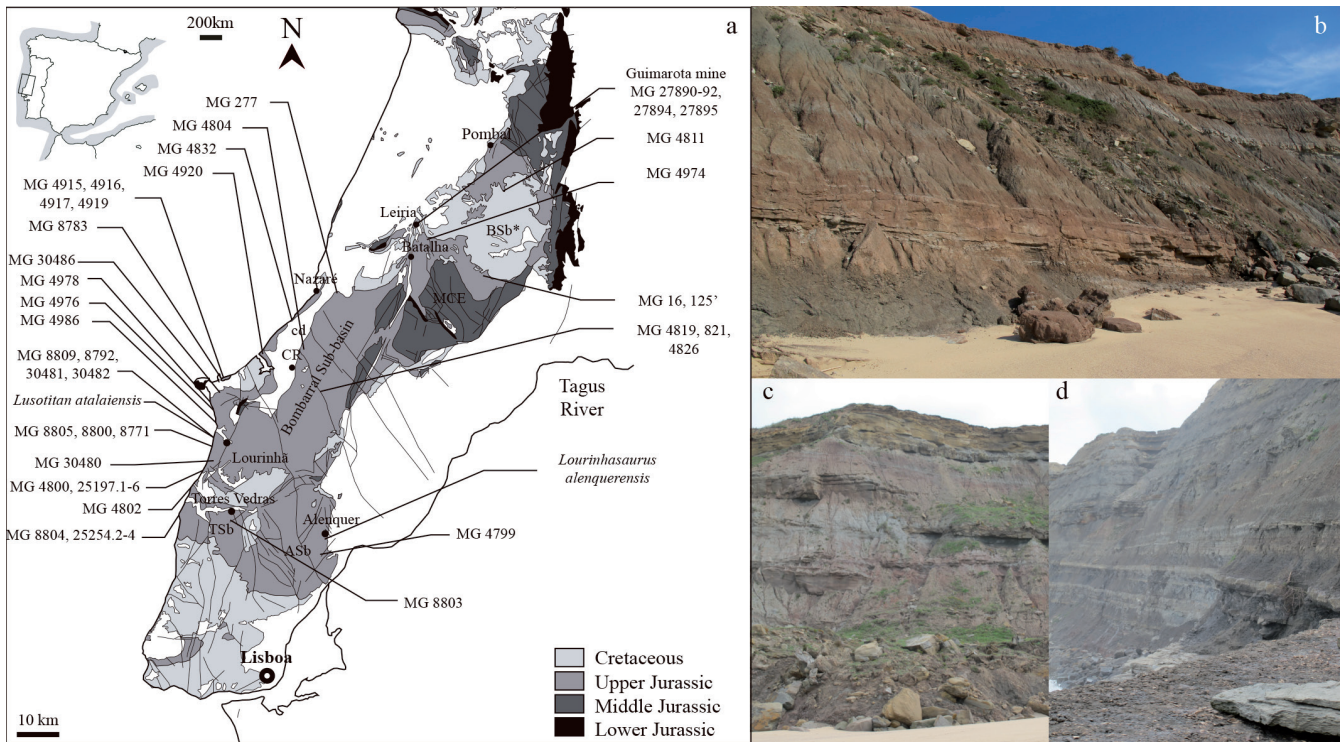 200km
N
a
MG 277
MG 4804
MG 4832
MG 4920
MG 4915, 4916,
4917, 4919
MG 8783
MG 30486
MG 4978
MG 4976
MG 4986
MG 8809, 8792,
30481, 30482
Lusotitan atalaiensis
MG 8805, 8800, 8771
MG 30480
MG 4800, 25197.1-6
MG 4802
MG 8804, 25254.2-4
Guimarota mine
MG 27890-92,
27894, 27895
MG 4811
MG 4974
MG 16, 125’
MG 4819, 821,
4826
Lourinhasaurus
alenquerensis
MG 4799
MG 8803
Pombal
Leiria
BSb*
Batalha
Nazaré
MCE
cd
CR
Bombarral Sub-basin
Tagus
River
Lourinhã
Torres Vedras
TSb
Alenquer
ASb
Lisboa
Cretaceous
Upper Jurassic
Middle Jurassic
Lower Jurassic
10 km
b
c
d